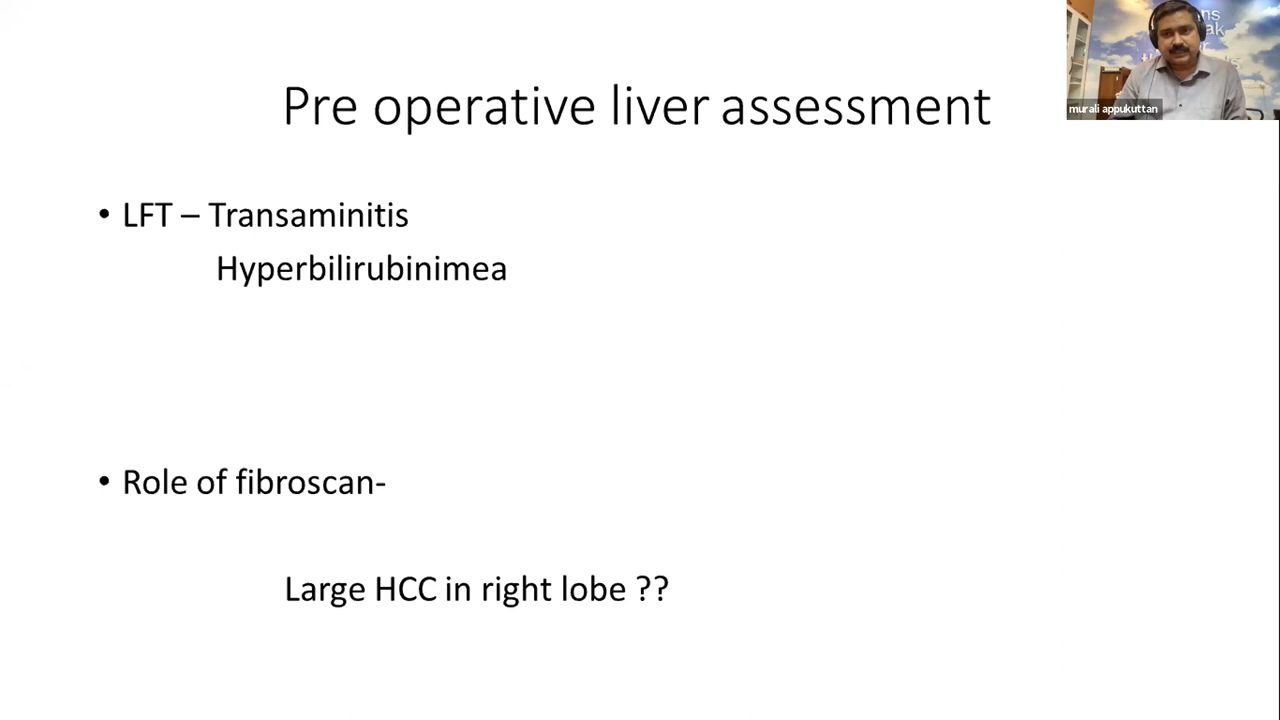 Pre operative liver assessment
• LFT – Transaminitis
Hyperbilirubinimea
• Role of fibroscan-
Large HCC in right lobe ??
murali appukuttan